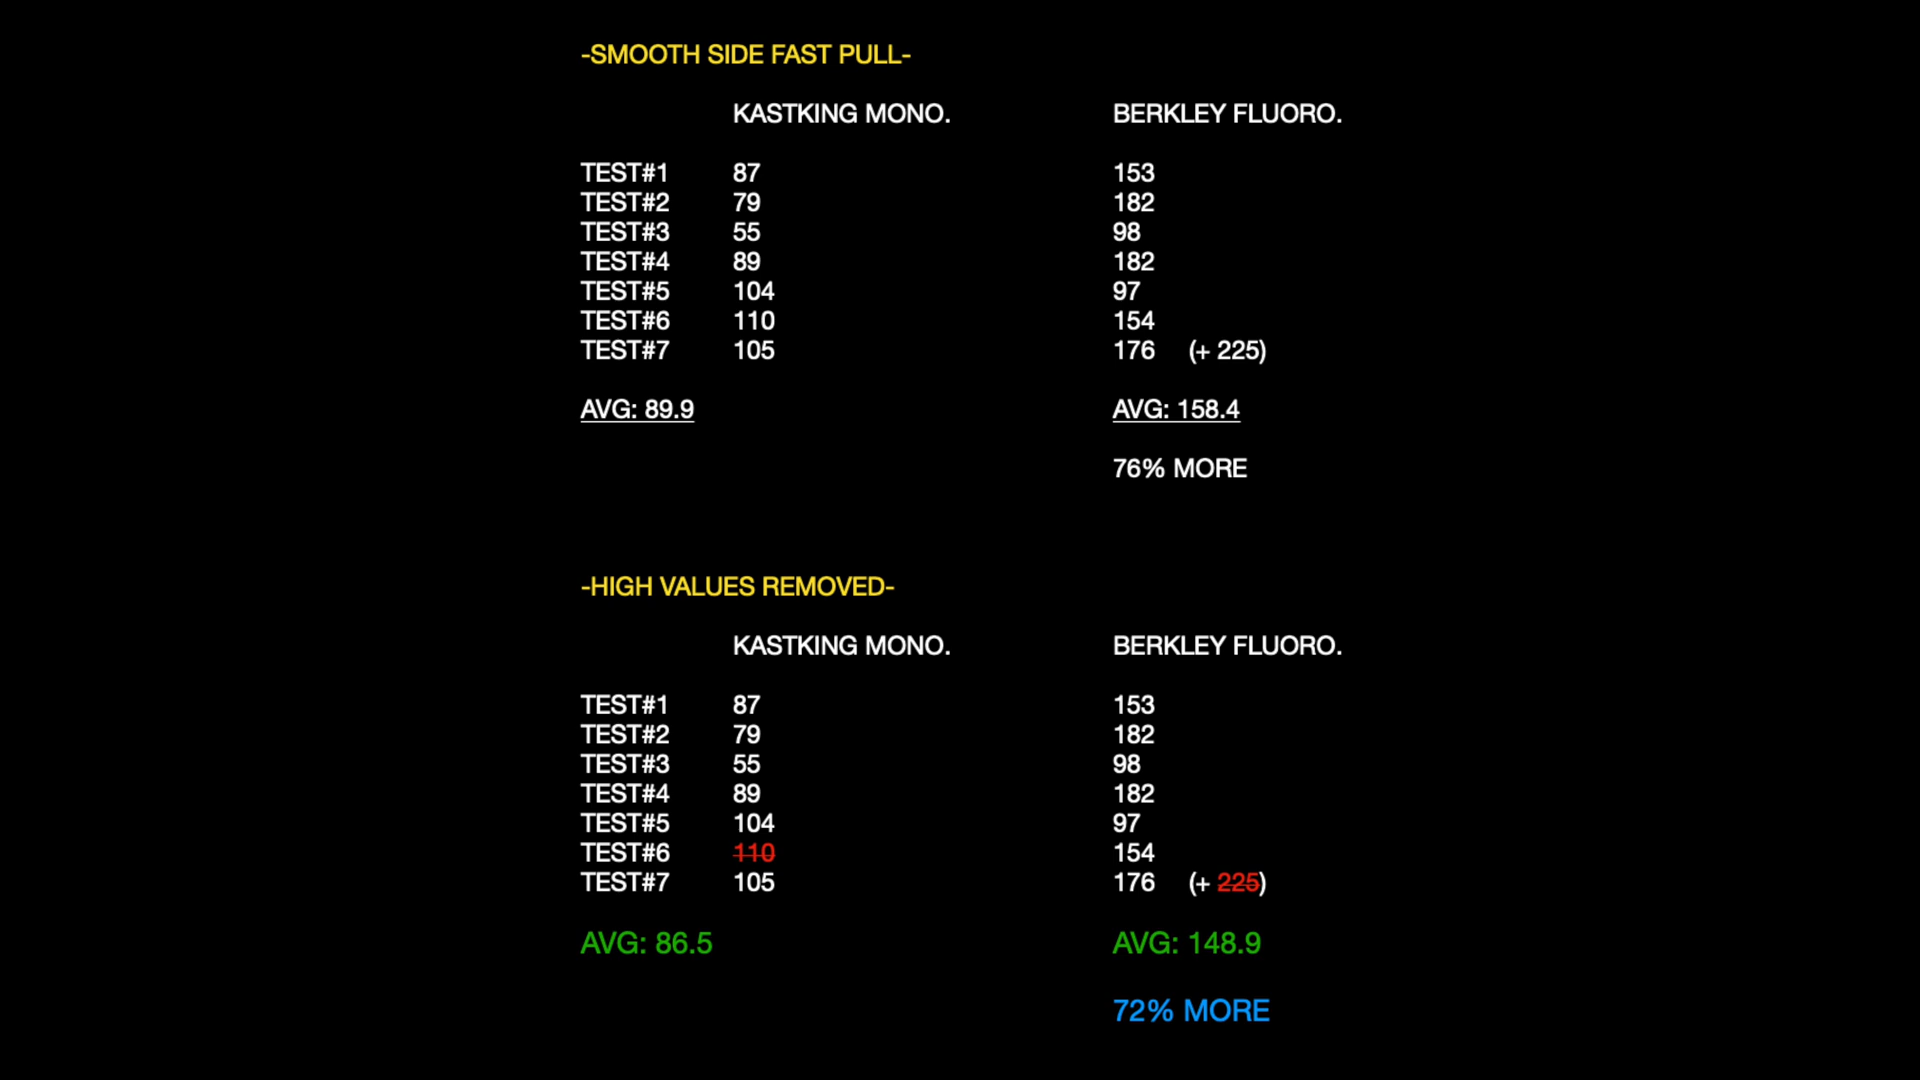 -SMOOTH SIDE FAST PULL-
KASTKING MONO. BERKLEY FLUORO.
TEST#1 87 153
TEST#2 79 182
TEST#3 55 98
TEST#4 89 182
TEST#5 104 97
TEST#6 110 154
TEST#7 105 176 (+ 225)
AVG: 89.9 AVG: 158.4
76% MORE
-HIGH VALUES REMOVED-
KASTKING MONO. BERKLEY FLUORO.
TEST#1 87 153
TEST#2 79 182
TEST#3 55 98
TEST#4 89 182
TEST#5 104 97
TEST#6 110 154
TEST#7 105 176 (+ 225)
AVG: 86.5 AVG: 148.9
72% MORE